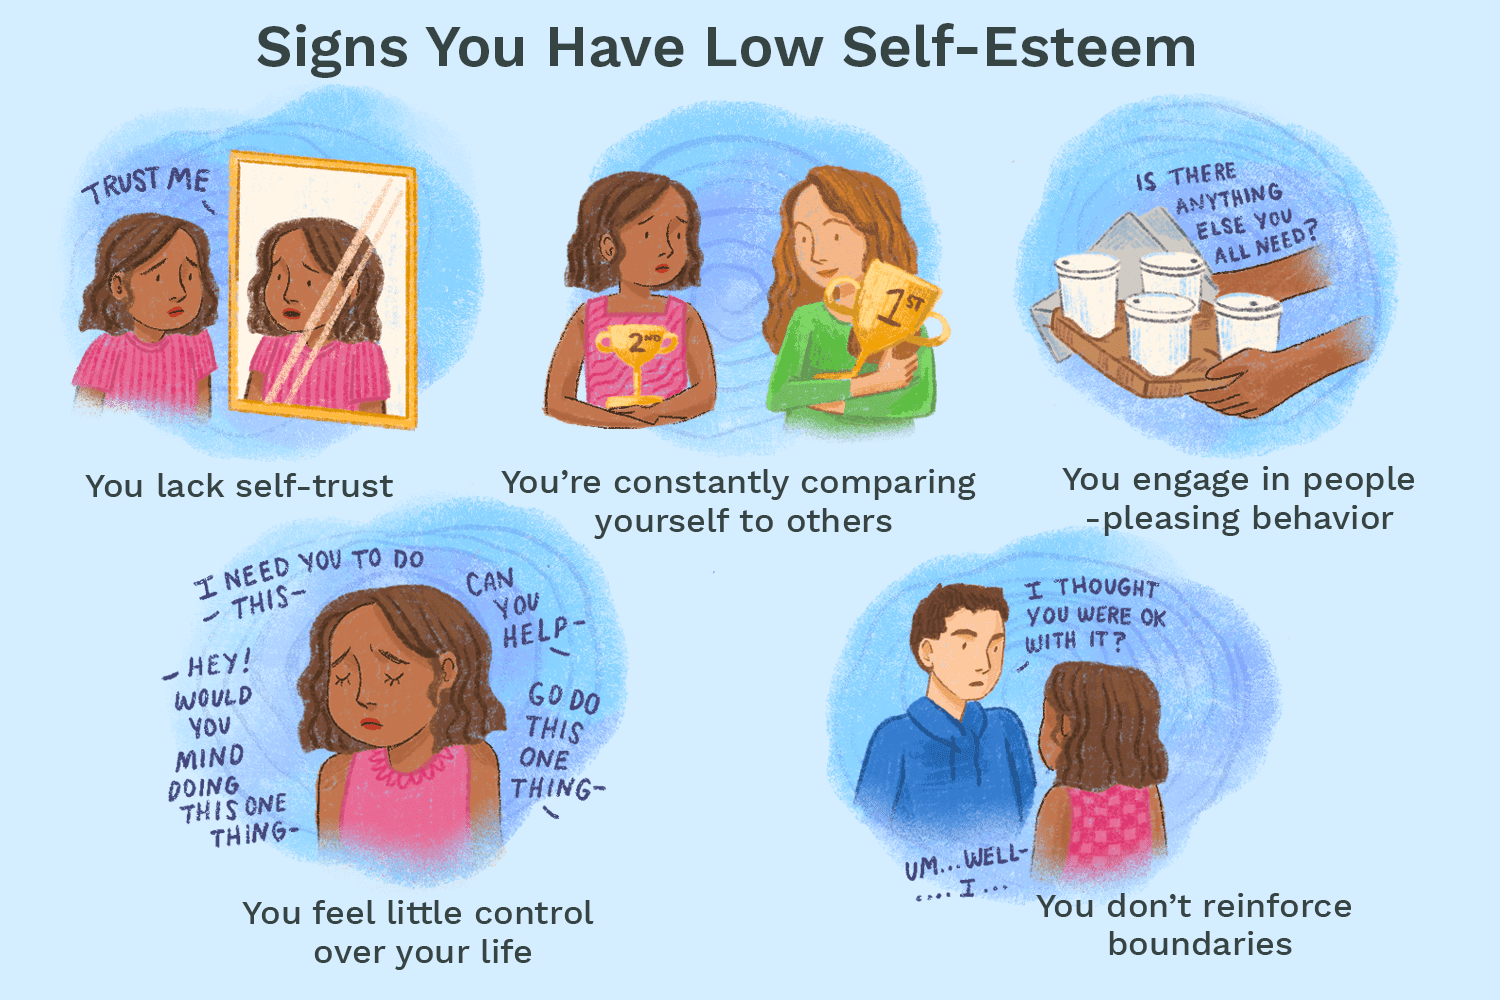 Signs You Have Low Self-Esteem
TRUST ME
You lack self-trust
2ND
1ST
You're constantly comparing
yourself to others
IS THERE
ANYTHING
ELSE YOU
ALL NEED?
You engage in people
-pleasing behavior
I NEED YOU TO DO
THIS-
CAN
YOU
HELP-
HEY!
WOULD
YOU
MIND
DOING
THIS ONE
THING-
GO DO
THIS
ONE
THING-
You feel little control
over your life
I THOUGHT
YOU WERE OK
WITH IT?
UM...WELL-
....I...
You don't reinforce
boundaries